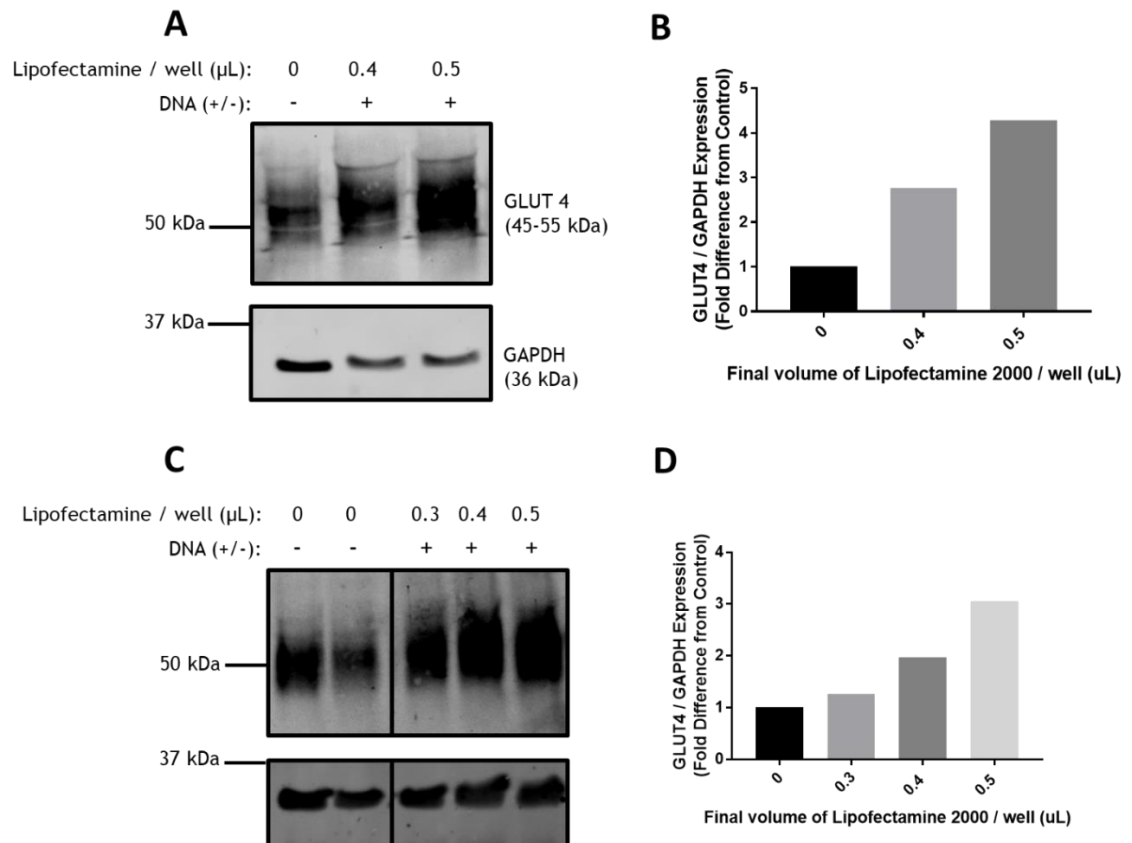 A
Lipofectamine / well (µL): 0 0.4 0.5
DNA (+/-): - + +
50 kDa
GLUT 4
(45-55 kDa)
37 kDa
GAPDH
(36 kDa)
B
GLUT4 / GAPDH Expression
(Fold Difference from Control)
5
4
3
2
1
0
0 0.4 0.5
Final volume of Lipofectamine 2000 / well (uL)
C
Lipofectamine / well (µL): 0 0 0.3 0.4 0.5
DNA (+/-): - - + + +
50 kDa
37 kDa
D
GLUT4 / GAPDH Expression
(Fold Difference from Control)
4
3
2
1
0
0 0.3 0.4 0.5
Final volume of Lipofectamine 2000 / well (uL)